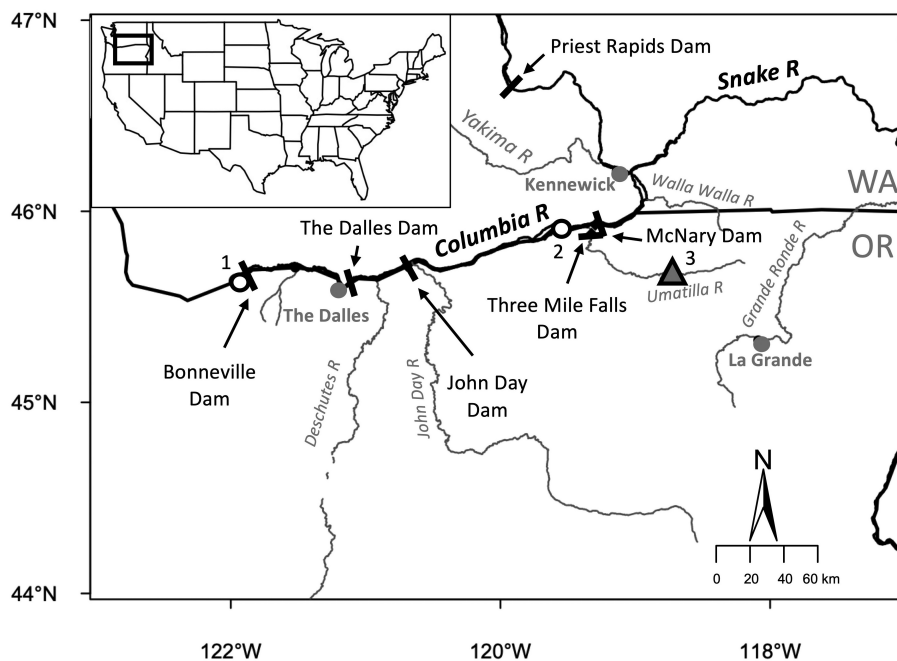 47°N
Priest Rapids Dam
Snake R
Yakima R
Kennewick
Walla Walla R
WA
46°N
The Dalles Dam
Columbia R
McNary Dam
OR
1
2
3
Grande Ronde R
Umatilla R
Three Mile Falls
Dam
The Dalles
La Grande
Bonneville
Dam
Deschutes R
John Day R
John Day
Dam
45°N
N
0 20 40 60 km
44°N
122°W 120°W 118°W